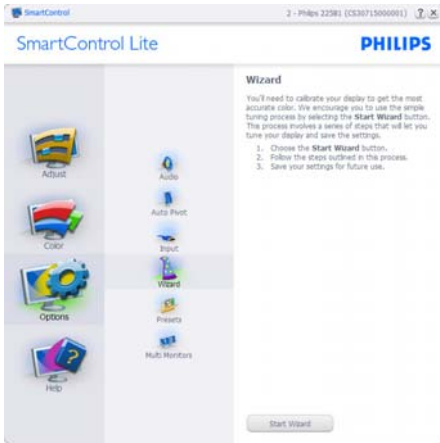 SmartControl
2 - Philips 225B1 (CS30715000001)
SmartControl Lite
PHILIPS
Adjust
Color
Options
Help
Audio
Auto Pivot
Input
Wizard
Presets
Multi Monitors
Wizard
You'll need to calibrate your display to get the most
accurate color. We encourage you to use the simple
tuning process by selecting the Start Wizard button.
This process involves a series of steps that will let you
tune your display and save the settings.
1. Choose the Start Wizard button.
2. Follow the steps outlined in this process.
3. Save your settings for future use.
Start Wizard